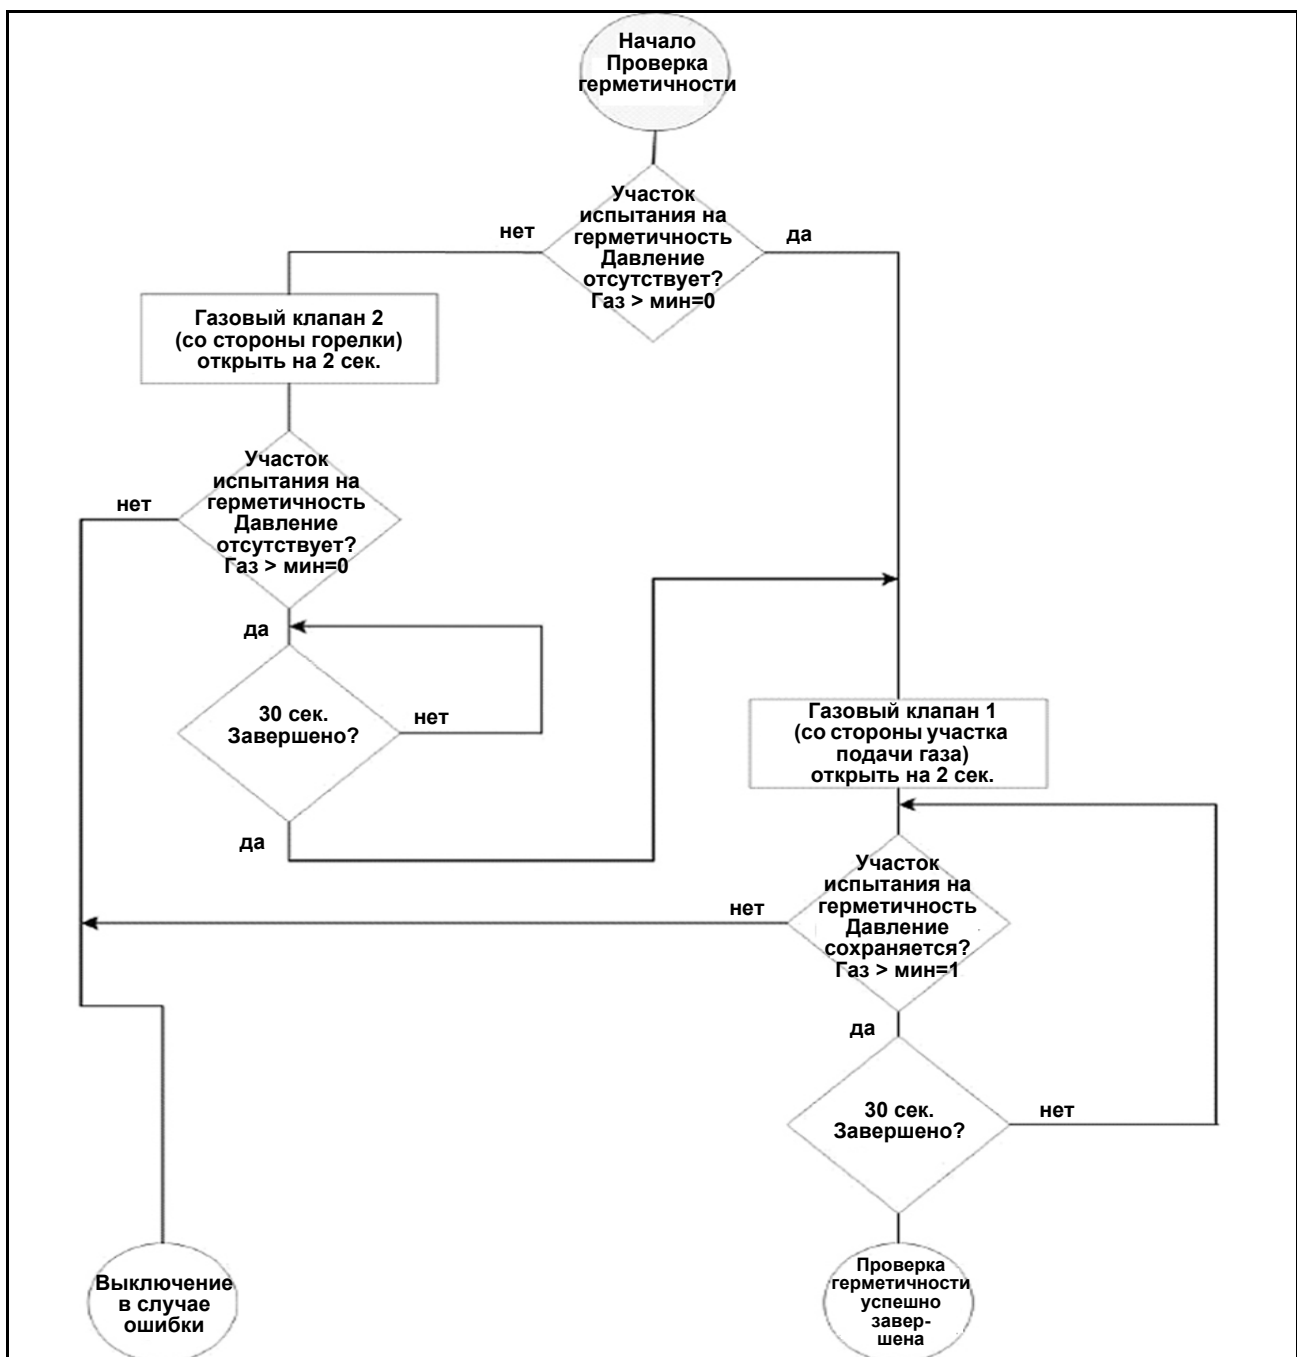 Начало
Проверка
герметичности
Участок
испытания на
герметичность
Давление
отсутствует?
Газ > мин=0
нет
да
Газовый клапан 2
(со стороны горелки)
открыть на 2 сек.
Участок
испытания на
герметичность
Давление
отсутствует?
Газ > мин=0
нет
да
30 сек.
Завершено?
нет
да
Газовый клапан 1
(со стороны участка
подачи газа)
открыть на 2 сек.
Участок
испытания на
герметичность
Давление
сохраняется?
Газ > мин=1
нет
да
30 сек.
Завершено?
нет
Выключение
в случае
ошибки
Проверка
герметичности
успешно
завер-
шена